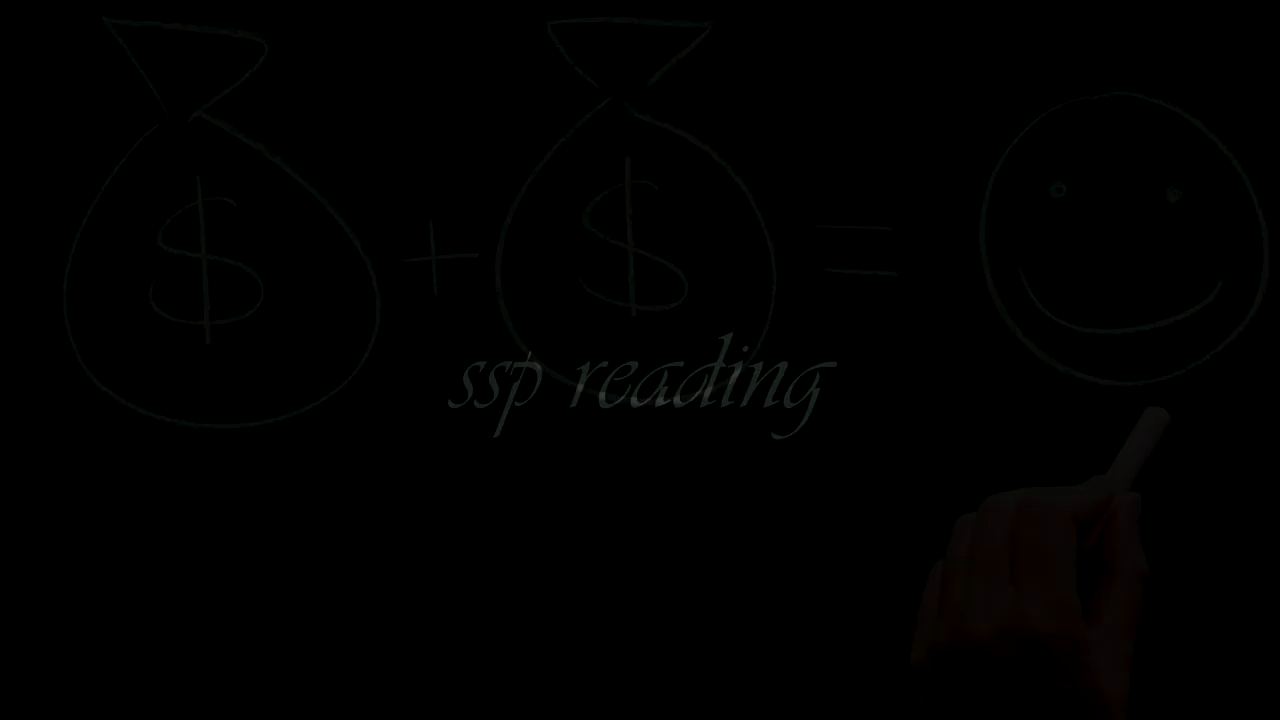 $ + $ =
ssp reading